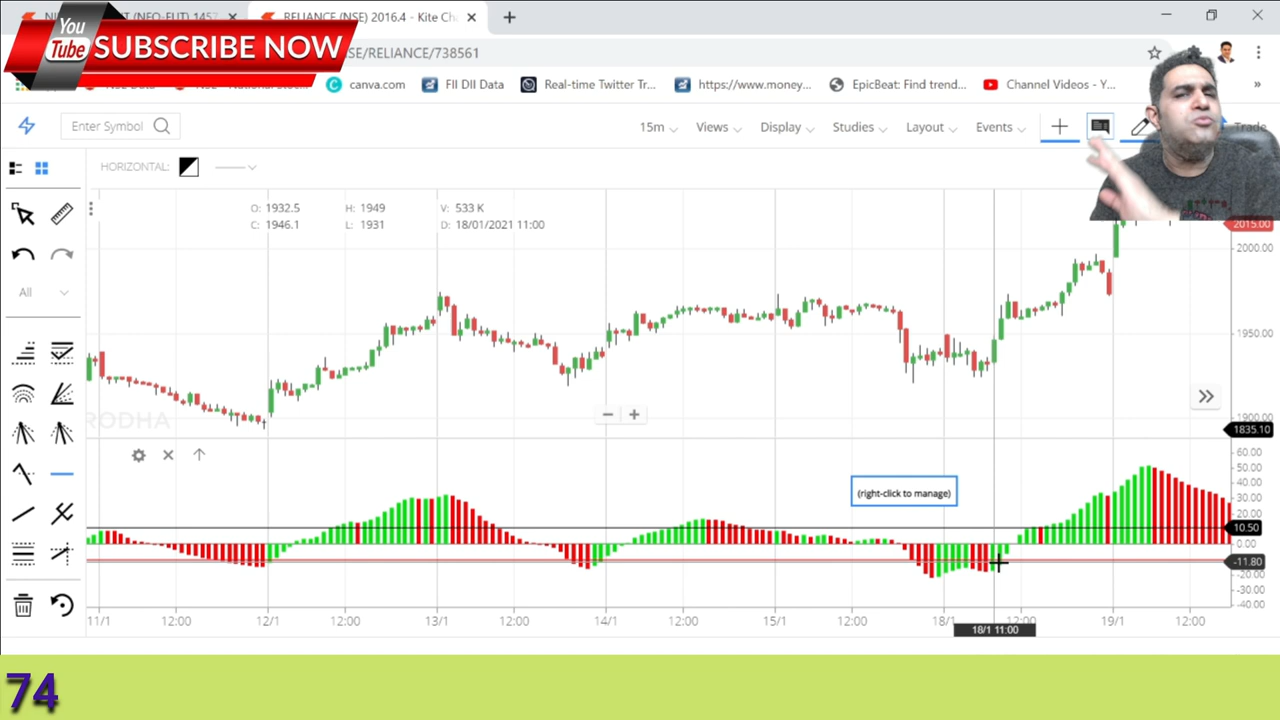 RELIANCE (NSE) 2016.4 - Kite Ch
You
Tube
SUBSCRIBE NOW
SE/RELIANCE/738561
canva.com
FII DII Data
Real-time Twitter Tr...
https://www.money...
EpicBeat: Find trend...
Channel Videos - Y...
»
Enter Symbol
15m
Views
Display
Studies
Layout
Events
Trade
HORIZONTAL:
O: 1932.5 H: 1949 V: 533 K
C: 1946.1 L: 1931 D: 18/01/2021 11:00
All
2015.00
2000.00
1950.00
1900.00
1835.10
RODHA
60.00
50.00
40.00
30.00
20.00
10.50
0.00
-11.80
-20.00
-30.00
-40.00
(right-click to manage)
11/1 12:00 12/1 12:00 13/1 12:00 14/1 12:00 15/1 12:00 18/1 12:00 19/1 12:00
18/1 11:00
74